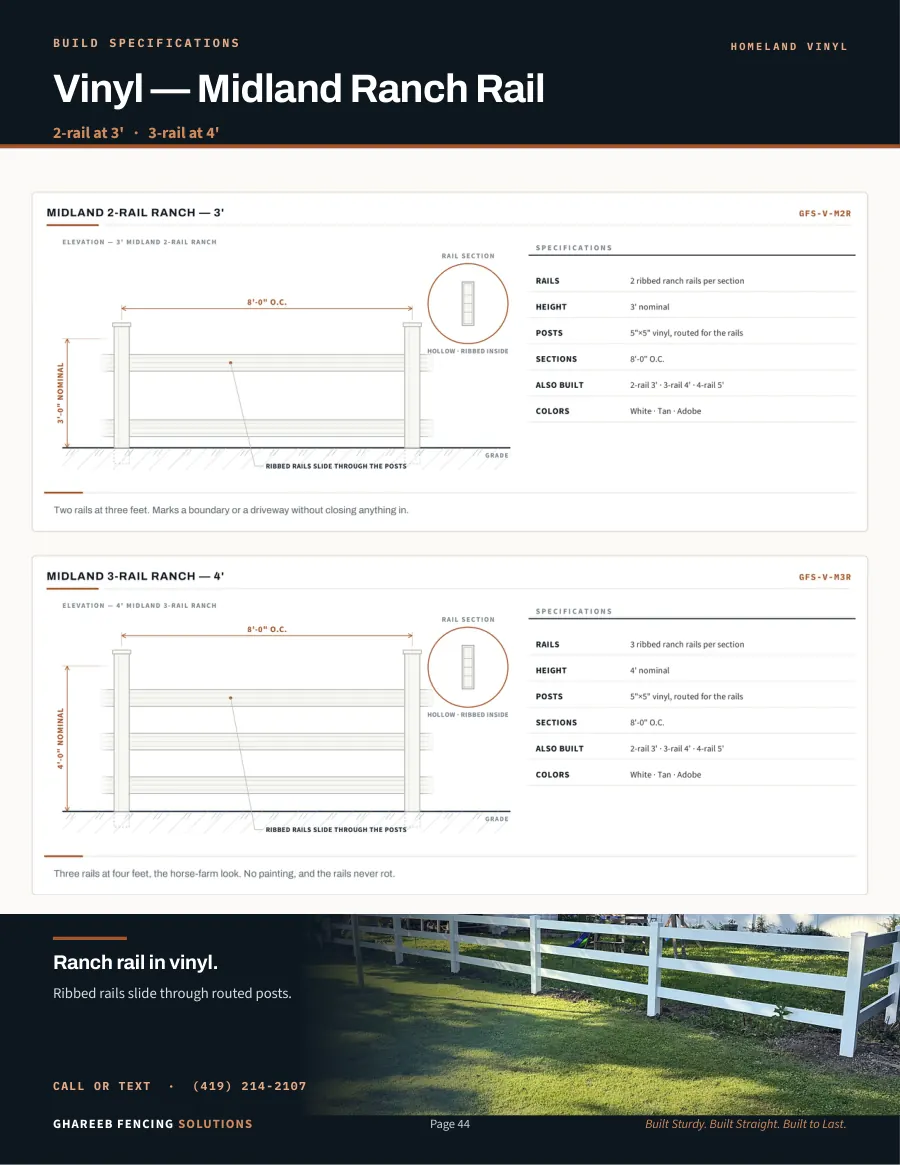 BUILD SPECIFICATIONS
HOMELAND VINYL
Vinyl — Midland Ranch Rail
2-rail at 3' · 3-rail at 4'
MIDLAND 2-RAIL RANCH — 3'
GFS-V-M2R
ELEVATION — 3' MIDLAND 2-RAIL RANCH
RAIL SECTION
8'-0" O.C.
HOLLOW · RIBBED INSIDE
3'-0" NOMINAL
GRADE
RIBBED RAILS SLIDE THROUGH THE POSTS
SPECIFICATIONS
RAILS 2 ribbed ranch rails per section
HEIGHT 3' nominal
POSTS 5"×5" vinyl, routed for the rails
SECTIONS 8'-0" O.C.
ALSO BUILT 2-rail 3' · 3-rail 4' · 4-rail 5'
COLORS White · Tan · Adobe
Two rails at three feet. Marks a boundary or a driveway without closing anything in.
MIDLAND 3-RAIL RANCH — 4'
GFS-V-M3R
ELEVATION — 4' MIDLAND 3-RAIL RANCH
RAIL SECTION
8'-0" O.C.
HOLLOW · RIBBED INSIDE
4'-0" NOMINAL
GRADE
RIBBED RAILS SLIDE THROUGH THE POSTS
SPECIFICATIONS
RAILS 3 ribbed ranch rails per section
HEIGHT 4' nominal
POSTS 5"×5" vinyl, routed for the rails
SECTIONS 8'-0" O.C.
ALSO BUILT 2-rail 3' · 3-rail 4' · 4-rail 5'
COLORS White · Tan · Adobe
Three rails at four feet, the horse-farm look. No painting, and the rails never rot.
Ranch rail in vinyl.
Ribbed rails slide through routed posts.
CALL OR TEXT · (419) 214-2107
GHAREEB FENCING SOLUTIONS
Page 44
Built Sturdy. Built Straight. Built to Last.